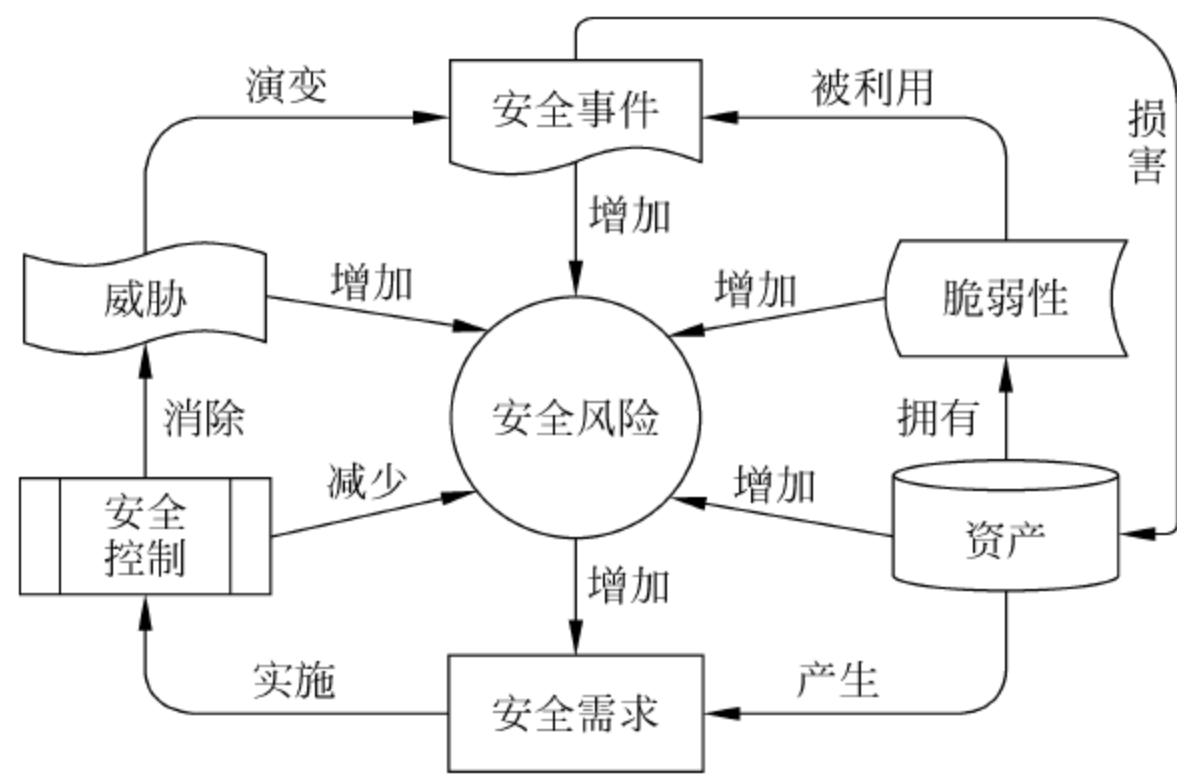 演变
安全事件
被利用
损
害
增加
威胁
增加
增加
脆弱性
消除
安全风险
拥有
安全
控制
减少
增加
资产
增加
实施
安全需求
产生